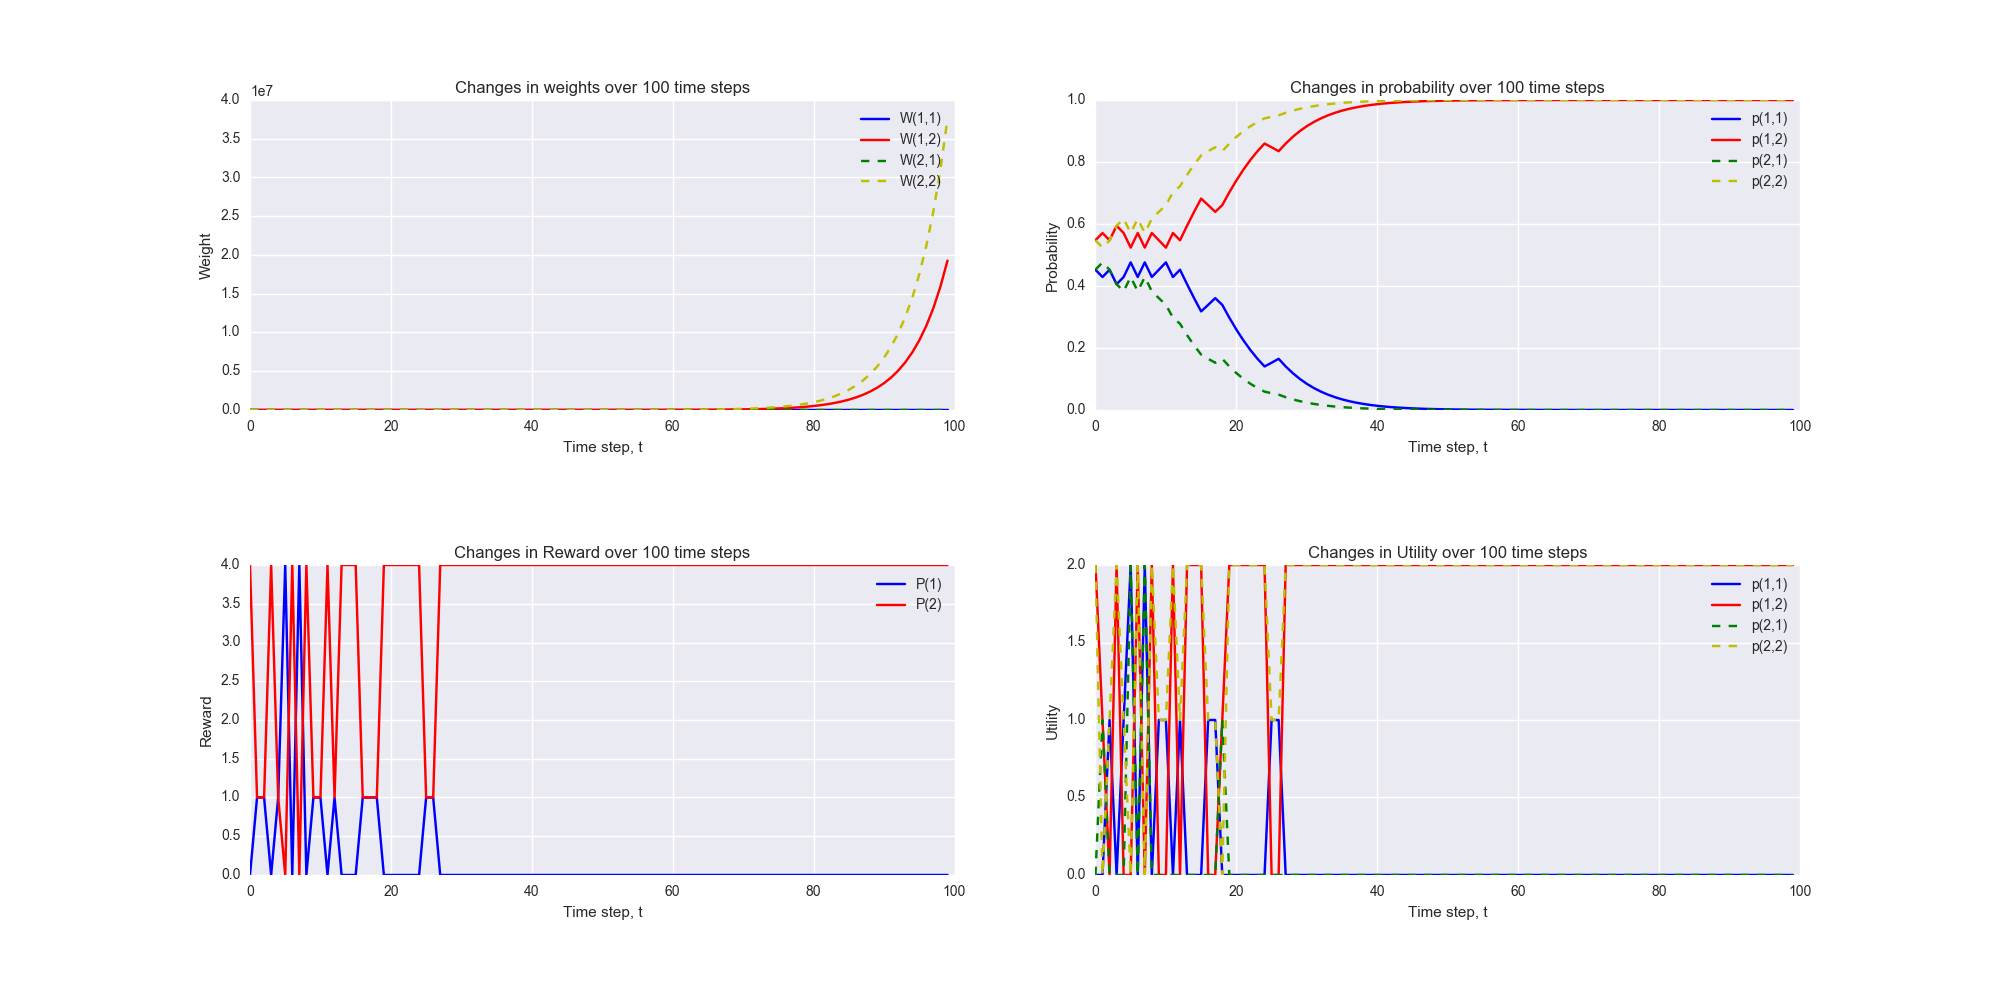 Changes in weights over 100 time steps
1e7
4.0
3.5
3.0
2.5
2.0
1.5
1.0
0.5
0.0
Weight
W(1,1)
W(1,2)
W(2,1)
W(2,2)
0 20 40 60 80 100
Time step, t
Changes in probability over 100 time steps
1.0
0.8
0.6
0.4
0.2
0.0
Probability
p(1,1)
p(1,2)
p(2,1)
p(2,2)
0 20 40 60 80 100
Time step, t
Changes in Reward over 100 time steps
4.0
3.5
3.0
2.5
2.0
1.5
1.0
0.5
0.0
Reward
P(1)
P(2)
0 20 40 60 80 100
Time step, t
Changes in Utility over 100 time steps
2.0
1.5
1.0
0.5
0.0
Utility
p(1,1)
p(1,2)
p(2,1)
p(2,2)
0 20 40 60 80 100
Time step, t